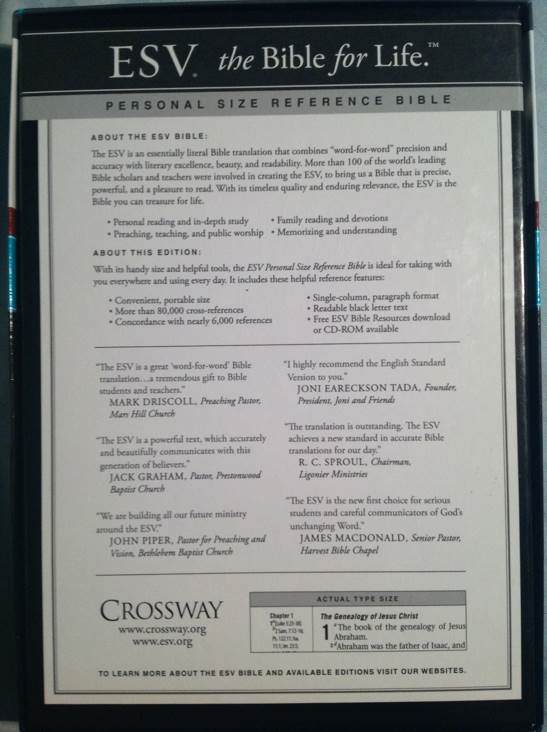 ESV® the Bible for Life.™
PERSONAL SIZE REFERENCE BIBLE
ABOUT THE ESV BIBLE:
The ESV is an essentially literal Bible translation that combines "word-for-word" precision and
accuracy with literary excellence, beauty, and readability. More than 100 of the world's leading
Bible scholars and teachers were involved in creating the ESV, to bring us a Bible that is precise,
powerful, and a pleasure to read. With its timeless quality and enduring relevance, the ESV is the
Bible you can treasure for life.
• Personal reading and in-depth study
• Preaching, teaching, and public worship
• Family reading and devotions
• Memorizing and understanding
ABOUT THIS EDITION:
With its handy size and helpful tools, the ESV Personal Size Reference Bible is ideal for taking with
you everywhere and using every day. It includes these helpful reference features:
• Convenient, portable size
• More than 80,000 cross-references
• Concordance with nearly 6,000 references
• Single-column, paragraph format
• Readable black letter text
• Free ESV Bible Resources download
or CD-ROM available
"The ESV is a great 'word-for-word' Bible
translation…a tremendous gift to Bible
students and teachers."
MARK DRISCOLL, Preaching Pastor,
Mars Hill Church
"The ESV is a powerful text, which accurately
and beautifully communicates with this
generation of believers."
JACK GRAHAM, Pastor, Prestonwood
Baptist Church
"We are building all our future ministry
around the ESV."
JOHN PIPER, Pastor for Preaching and
Vision, Bethlehem Baptist Church
"I highly recommend the English Standard
Version to you."
JONI EARECKSON TADA, Founder,
President, Joni and Friends
"The translation is outstanding. The ESV
achieves a new standard in accurate Bible
translations for our day."
R. C. SPROUL, Chairman,
Ligonier Ministries
"The ESV is the new first choice for serious
students and careful communicators of God's
unchanging Word."
JAMES MACDONALD, Senior Pastor,
Harvest Bible Chapel
CROSSWAY
www.crossway.org
www.esv.org
ACTUAL TYPE SIZE
Chapter 1
The Genealogy of Jesus Christ
1 The book of the genealogy of Jesus
Abraham.
Abraham was the father of Isaac, and
TO LEARN MORE ABOUT THE ESV BIBLE AND AVAILABLE EDITIONS VISIT OUR WEBSITES.